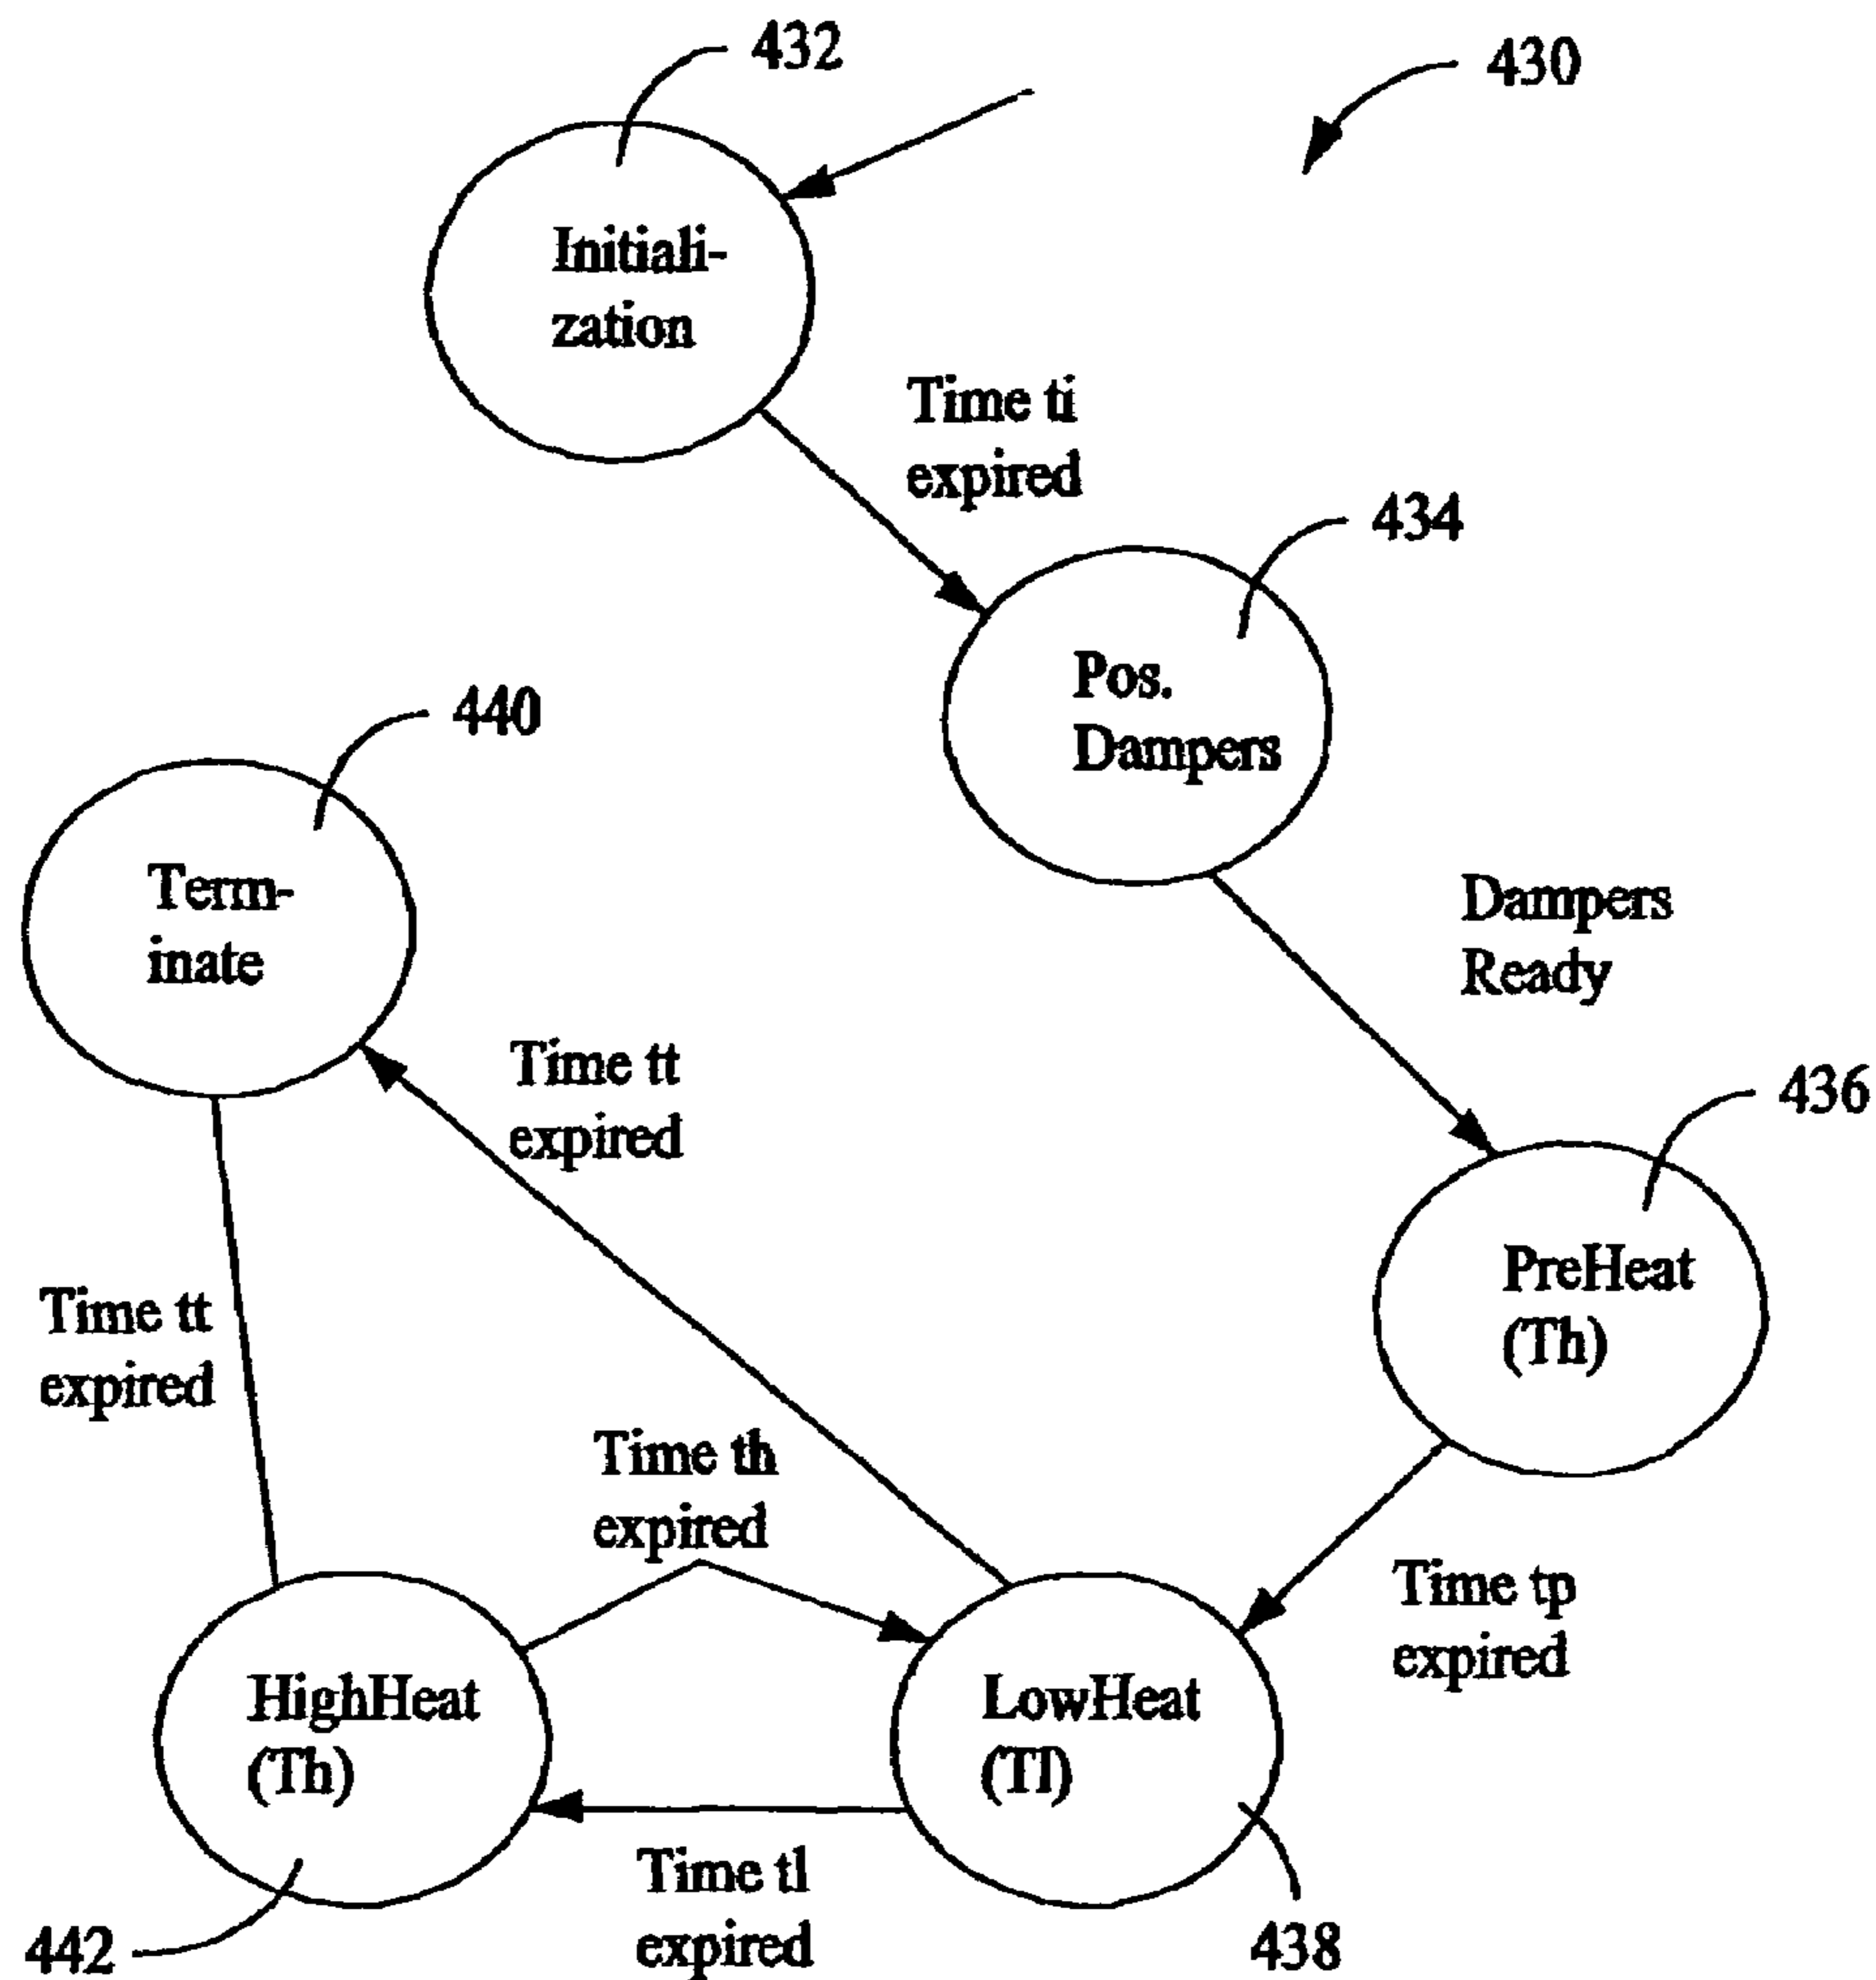 432
430
Initiali-
zation
Time ti
expired
434
Pos.
Dampers
440
Term-
inate
Dampers
Ready
Time tt
expired
436
PreHeat
(Th)
Time tt
expired
Time th
expired
Time tp
expired
HighHeat
(Th)
LowHeat
(Tl)
Time tl
expired
442
438